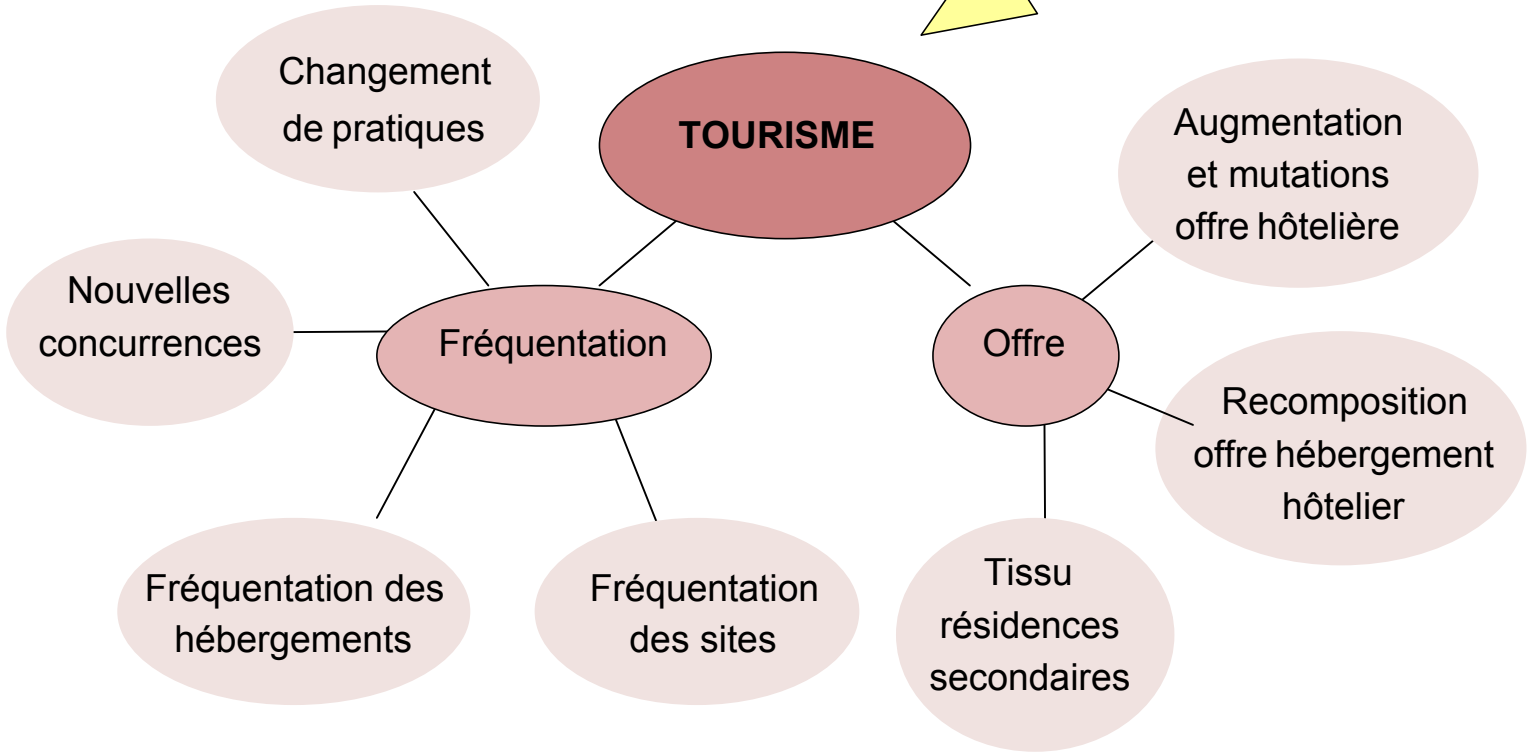 TOURISME
Changement
de pratiques
Nouvelles
concurrences
Fréquentation
Fréquentation des
hébergements
Fréquentation
des sites
Offre
Augmentation
et mutations
offre hôtelière
Recomposition
offre hébergement
hôtelier
Tissu
résidences
secondaires